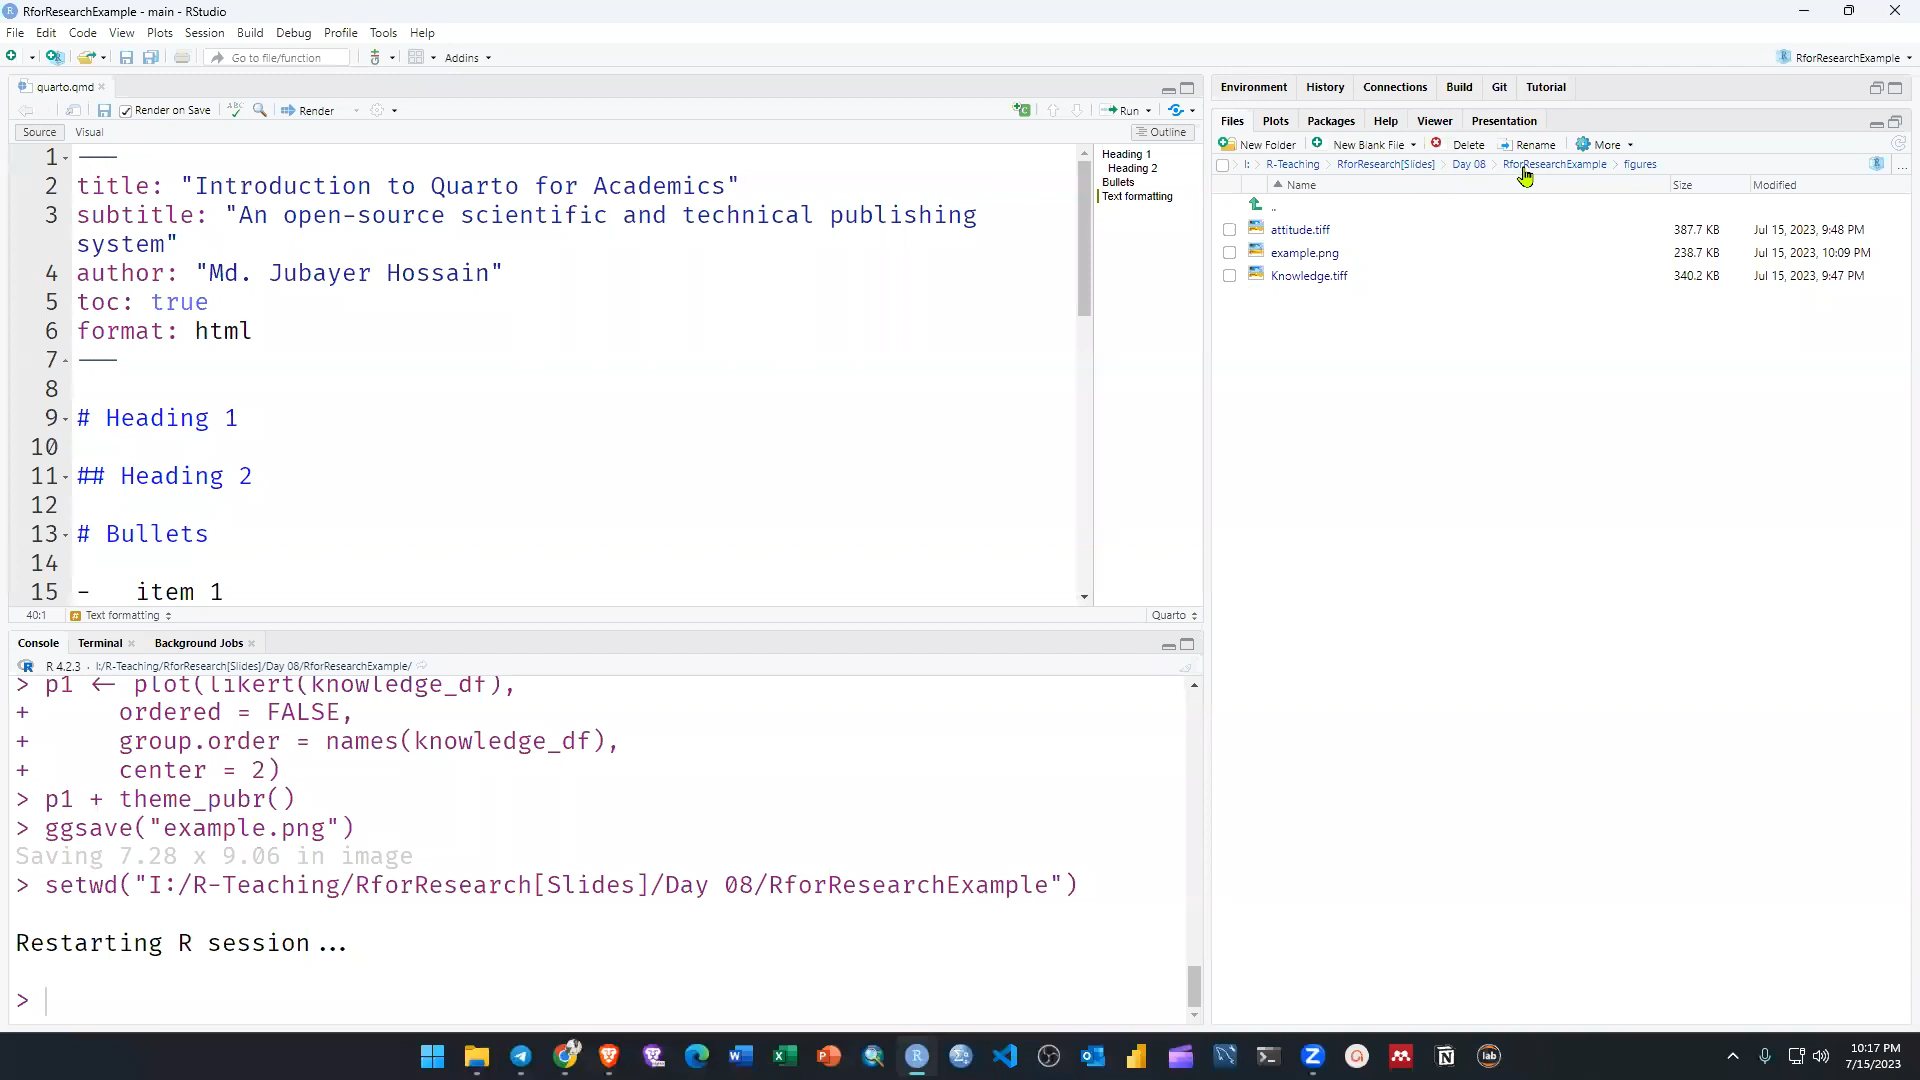 RforResearchExample - main - RStudio
File Edit Code View Plots Session Build Debug Profile Tools Help
Go to file/function Addins RforResearchExample
quarto.qmd
Render on Save ABC Render Run
Source Visual Outline
1 ---
2 title: "Introduction to Quarto for Academics"
3 subtitle: "An open-source scientific and technical publishing
system"
4 author: "Md. Jubayer Hossain"
5 toc: true
6 format: html
7 ---
8
9 # Heading 1
10
11 ## Heading 2
12
13 # Bullets
14
15 -   item 1
Heading 1
Heading 2
Bullets
Text formatting
40:1 # Text formatting Quarto
Console Terminal Background Jobs
R 4.2.3 · I:/R-Teaching/RforResearch[Slides]/Day 08/RforResearchExample/
> p1 <- plot(likert(knowledge_df),
+ ordered = FALSE,
+ group.order = names(knowledge_df),
+ center = 2)
> p1 + theme_pubr()
> ggsave("example.png")
Saving 7.28 x 9.06 in image
> setwd("I:/R-Teaching/RforResearch[Slides]/Day 08/RforResearchExample")
Restarting R session...
>
Environment History Connections Build Git Tutorial
Files Plots Packages Help Viewer Presentation
New Folder New Blank File Delete Rename More
I: > R-Teaching > RforResearch[Slides] > Day 08 > RforResearchExample > figures ...
Name Size Modified
..
attitude.tiff 387.7 KB Jul 15, 2023, 9:48 PM
example.png 238.7 KB Jul 15, 2023, 10:09 PM
Knowledge.tiff 340.2 KB Jul 15, 2023, 9:47 PM
lab
10:17 PM
7/15/2023